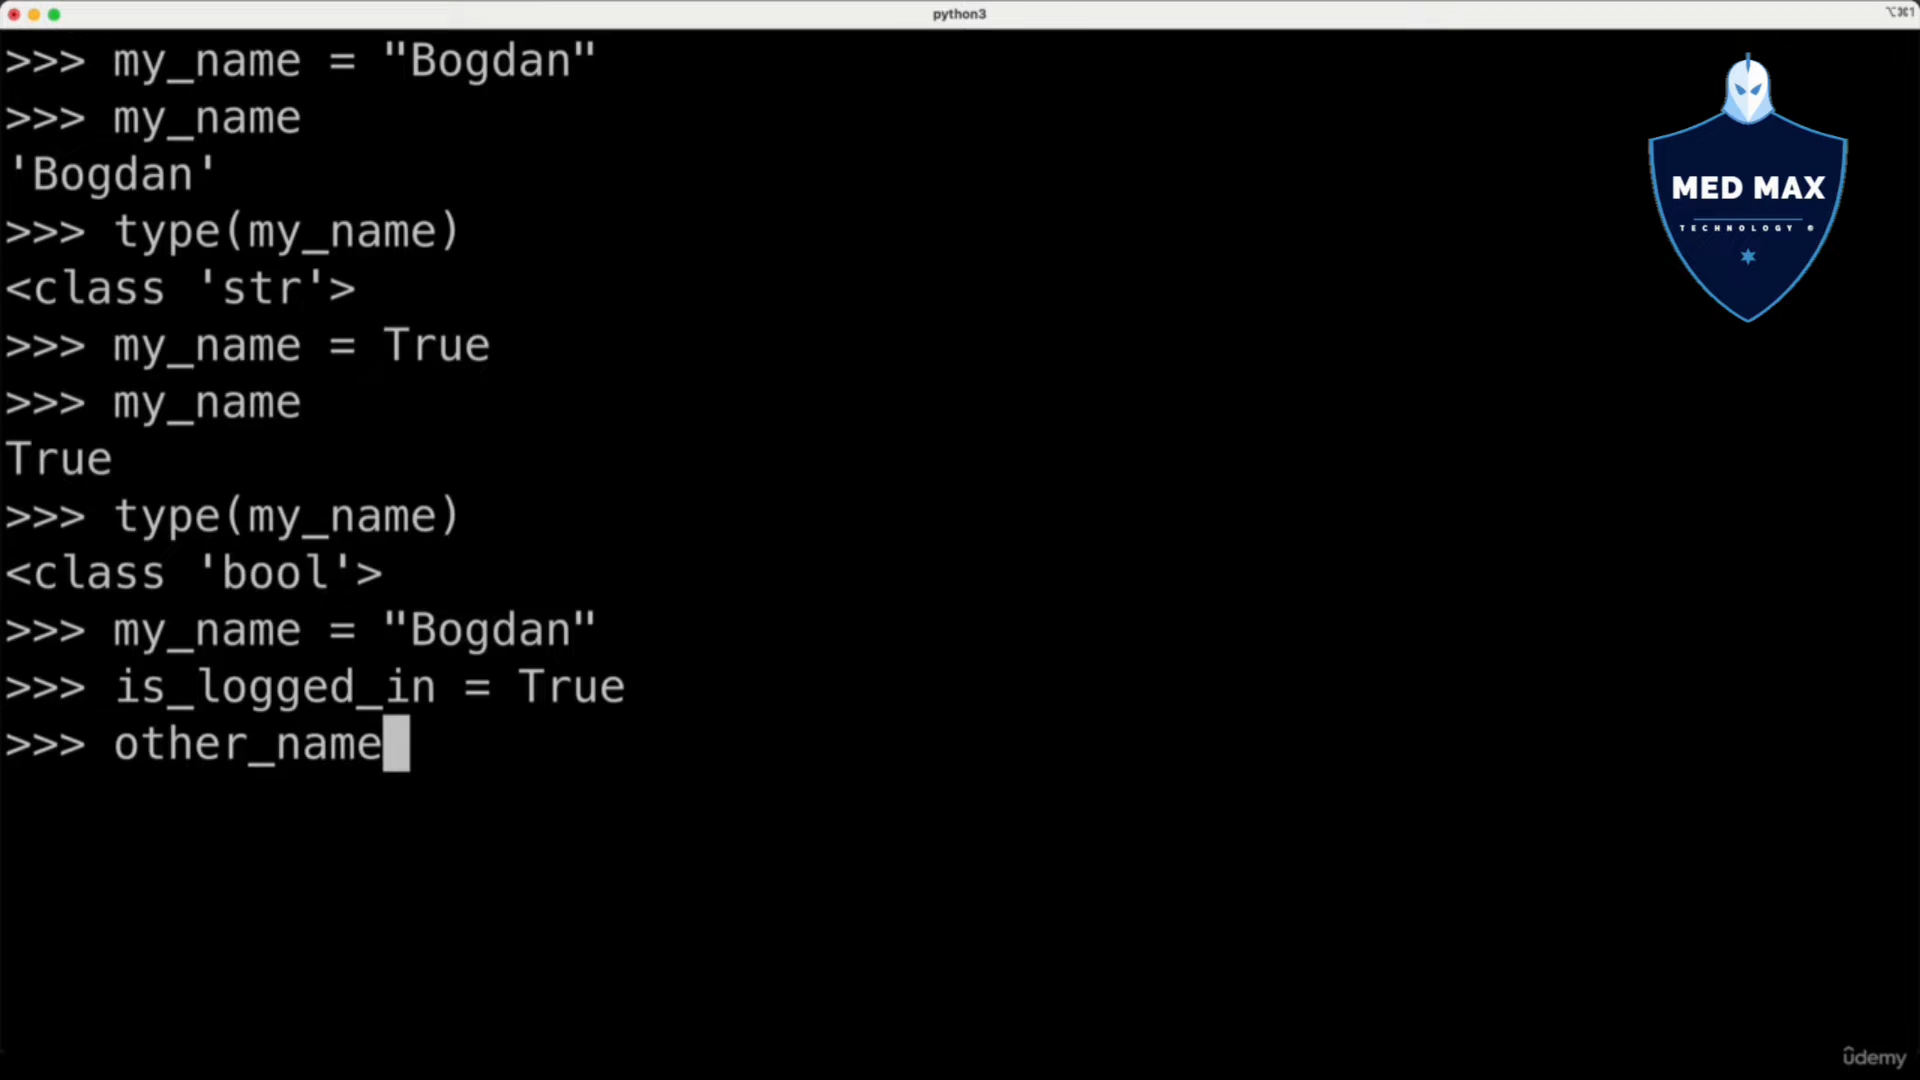 python3
⌥⌘1
>>> my_name = "Bogdan"
>>> my_name
'Bogdan'
>>> type(my_name)
<class 'str'>
>>> my_name = True
>>> my_name
True
>>> type(my_name)
<class 'bool'>
>>> my_name = "Bogdan"
>>> is_logged_in = True
>>> other_name
MED MAX
TECHNOLOGY
udemy